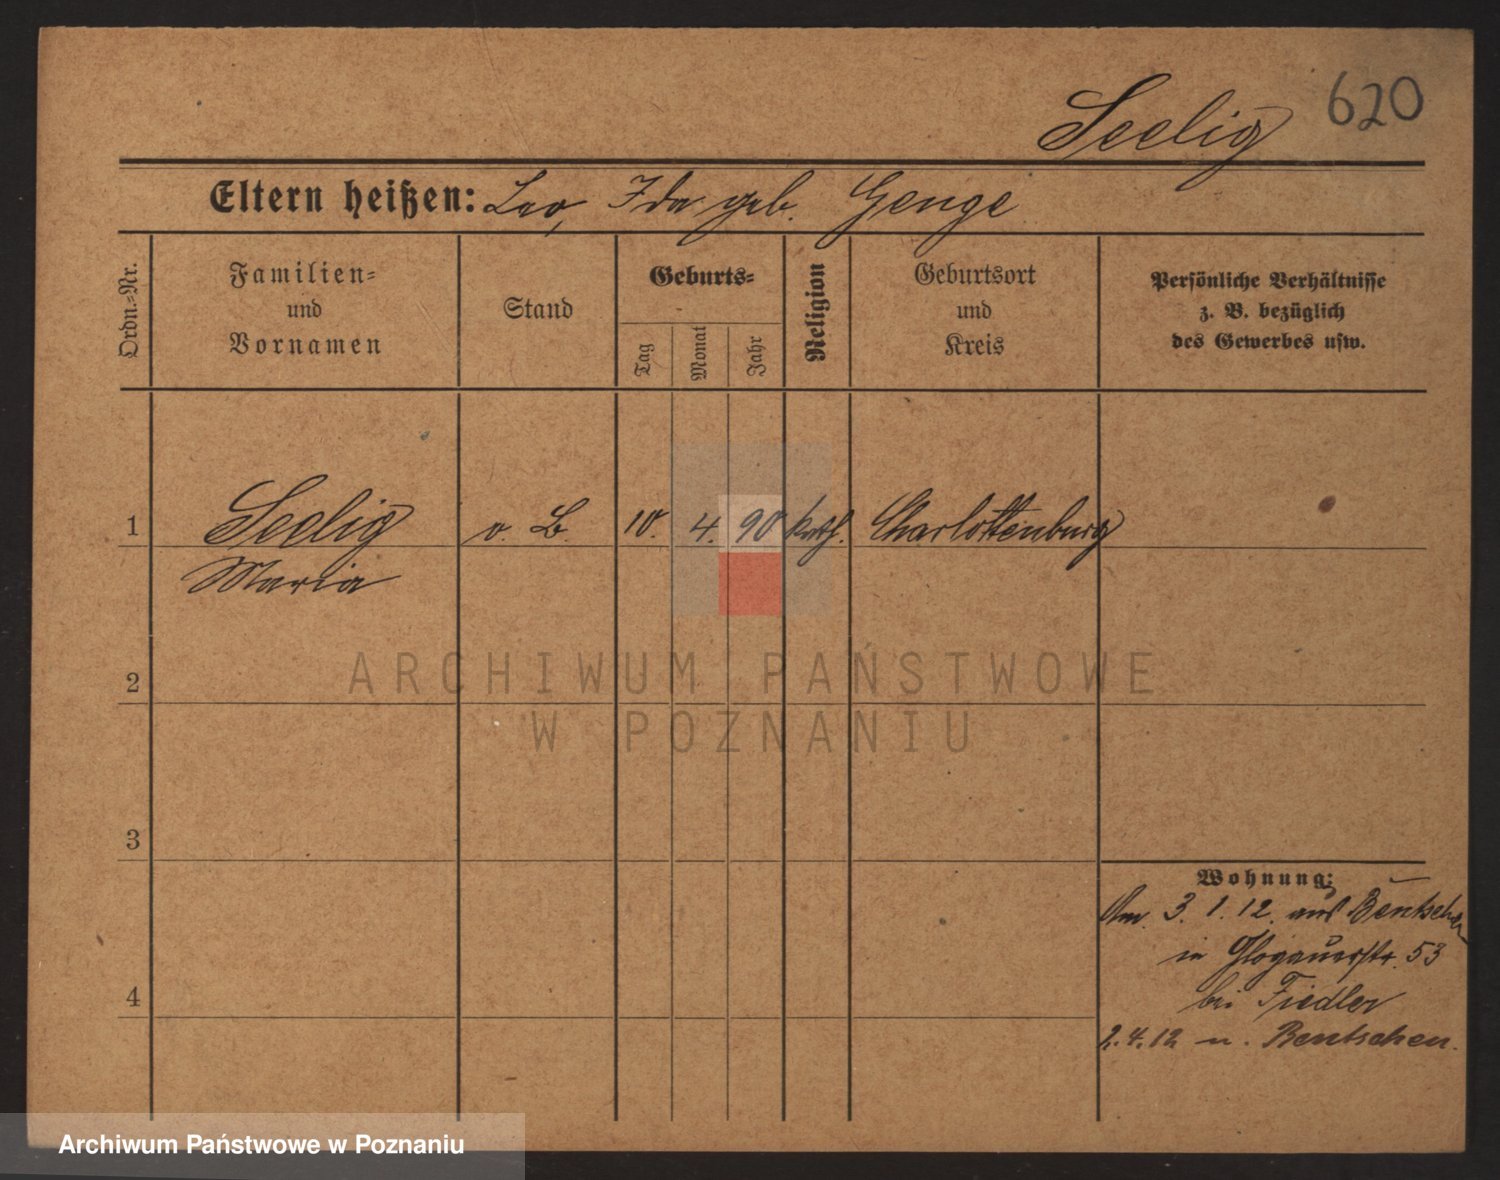 620
Seelig
Eltern heißen: Leo, Ida geb. Genge
Ordn.-Nr.
Familien-
und
Vornamen
Stand
Geburts-
Tag
Monat
Jahr
Religion
Geburtsort
und
Kreis
Persönliche Verhältnisse
z. B. bezüglich
des Gewerbes usw.
1 Seelig o. B. 10. 4. 90 kath. Charlottenburg
Maria
ARCHIWUM PAŃSTWOWE
2
W POZNANIU
3
Wohnung:
Am 3. 1. 12. aus Bentschen
in Glogauerstr. 53
4
bei Fiedler
2. 4. 12 n. Bentschen.
Archiwum Państwowe w Poznaniu